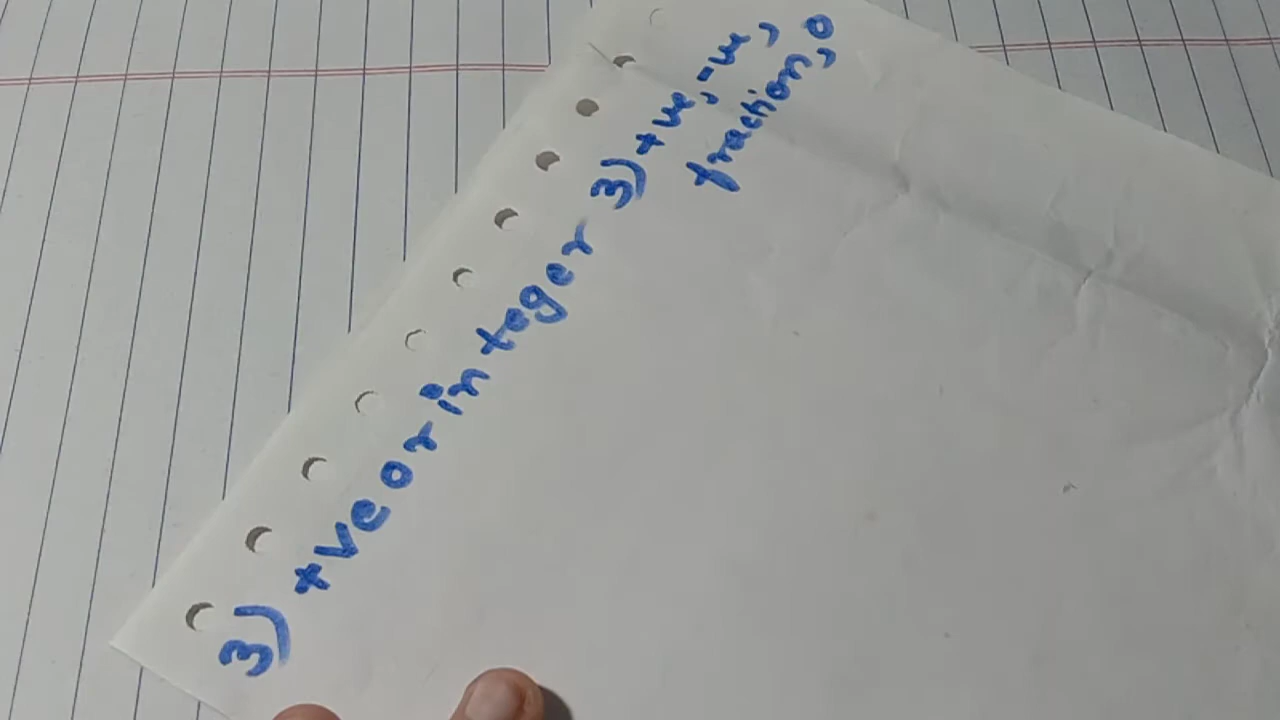 3) +ve or integer 3) +ve, -ve,
fraction, 0